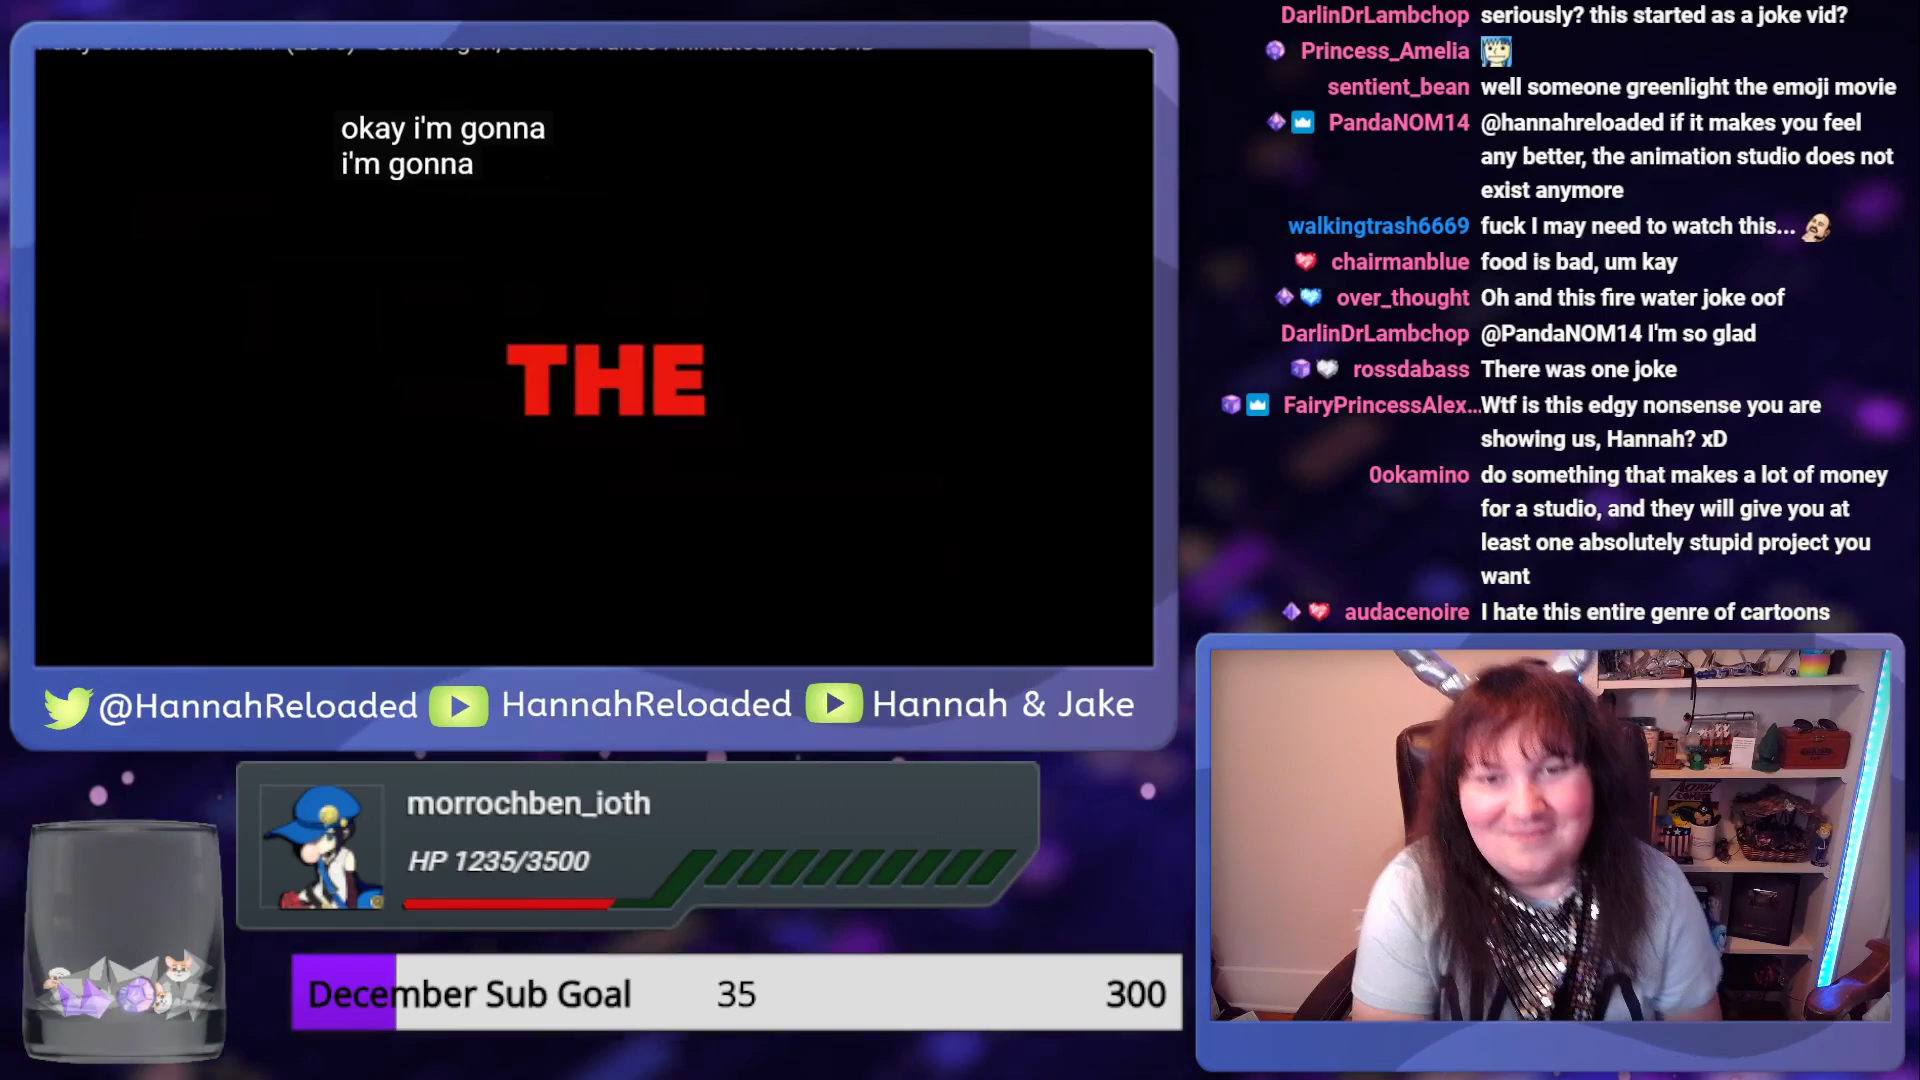 okay i'm gonna
i'm gonna
THE
@HannahReloaded HannahReloaded Hannah & Jake
morrochben_ioth
HP 1235/3500
December Sub Goal 35 300
DarlinDrLambchop seriously? this started as a joke vid?
Princess_Amelia
sentient_bean well someone greenlight the emoji movie
PandaNOM14 @hannahreloaded if it makes you feel
any better, the animation studio does not
exist anymore
walkingtrash6669 fuck I may need to watch this...
chairmanblue food is bad, um kay
over_thought Oh and this fire water joke oof
DarlinDrLambchop @PandaNOM14 I'm so glad
rossdabass There was one joke
FairyPrincessAlex... Wtf is this edgy nonsense you are
showing us, Hannah? xD
0okamino do something that makes a lot of money
for a studio, and they will give you at
least one absolutely stupid project you
want
audacenoire I hate this entire genre of cartoons
ACTION